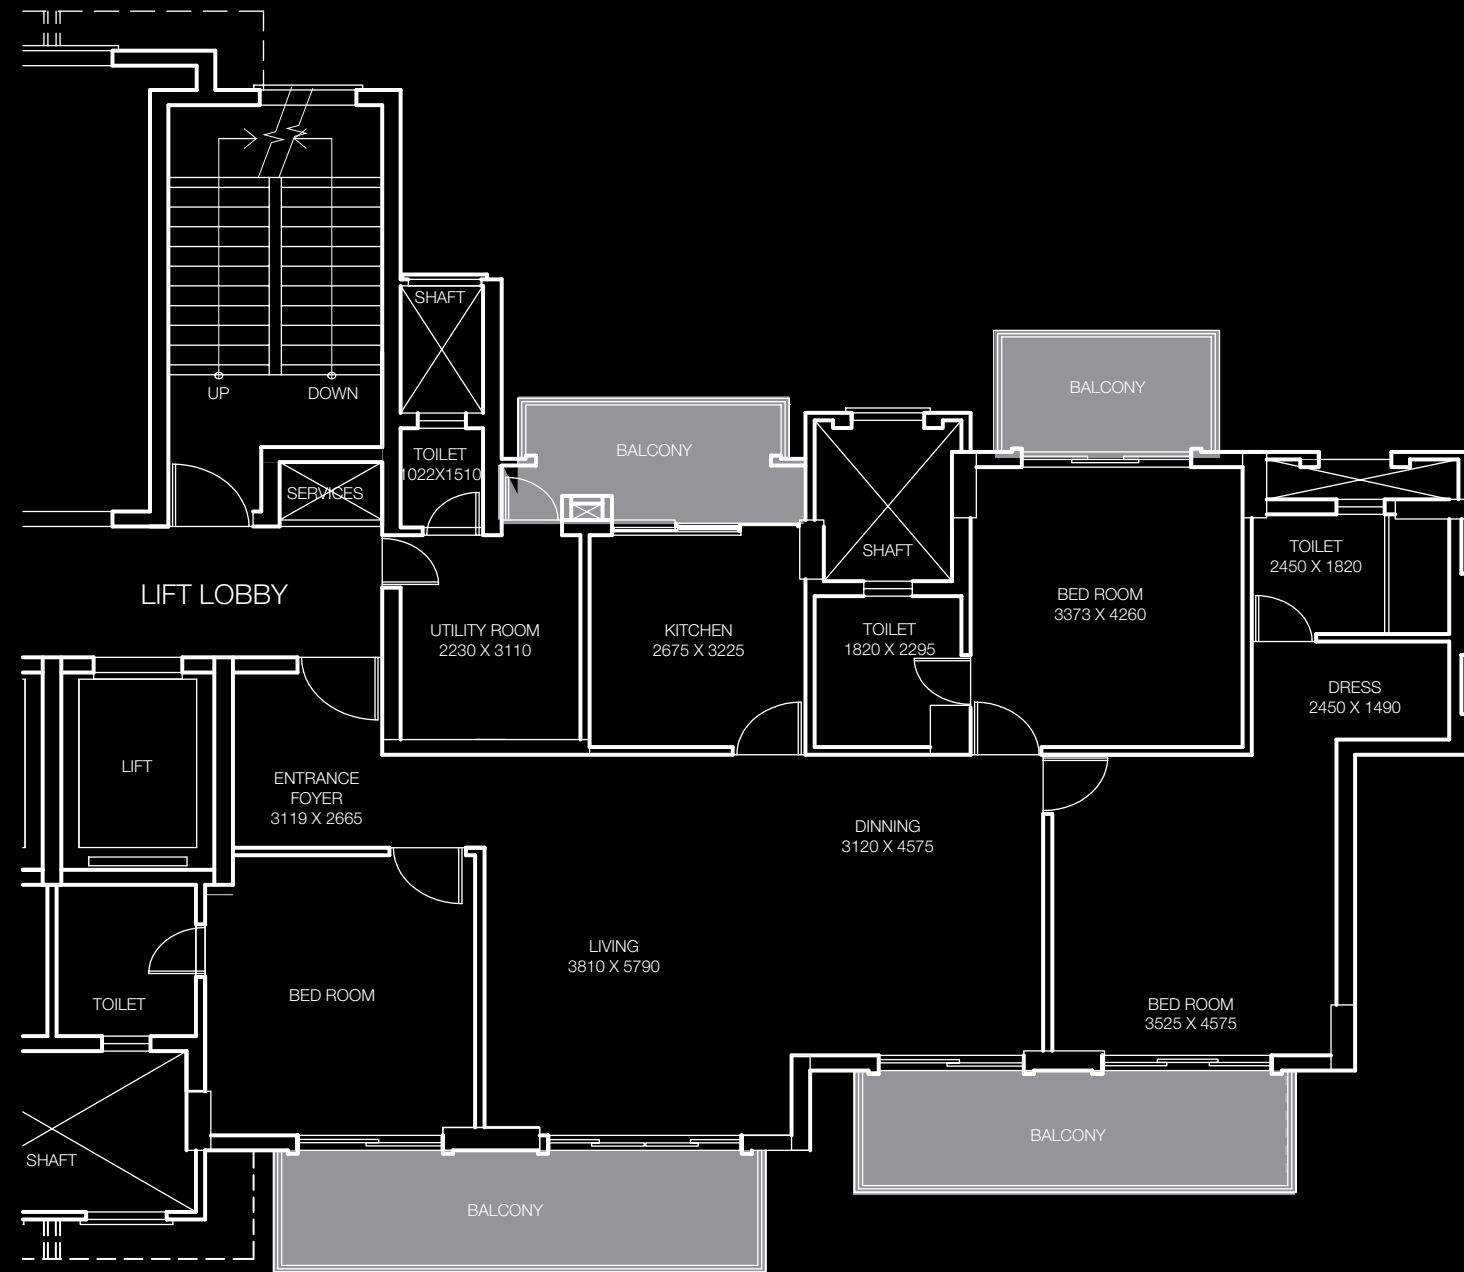 SHAFT
UP
DOWN
BALCONY
BALCONY
TOILET
1022X1510
SERVICES
SHAFT
TOILET
2450 X 1820
LIFT LOBBY
BED ROOM
3373 X 4260
UTILITY ROOM
2230 X 3110
KITCHEN
2675 X 3225
TOILET
1820 X 2295
DRESS
2450 X 1490
LIFT
ENTRANCE
FOYER
3119 X 2665
DINNING
3120 X 4575
LIVING
3810 X 5790
BED ROOM
TOILET
BED ROOM
3525 X 4575
SHAFT
BALCONY
BALCONY